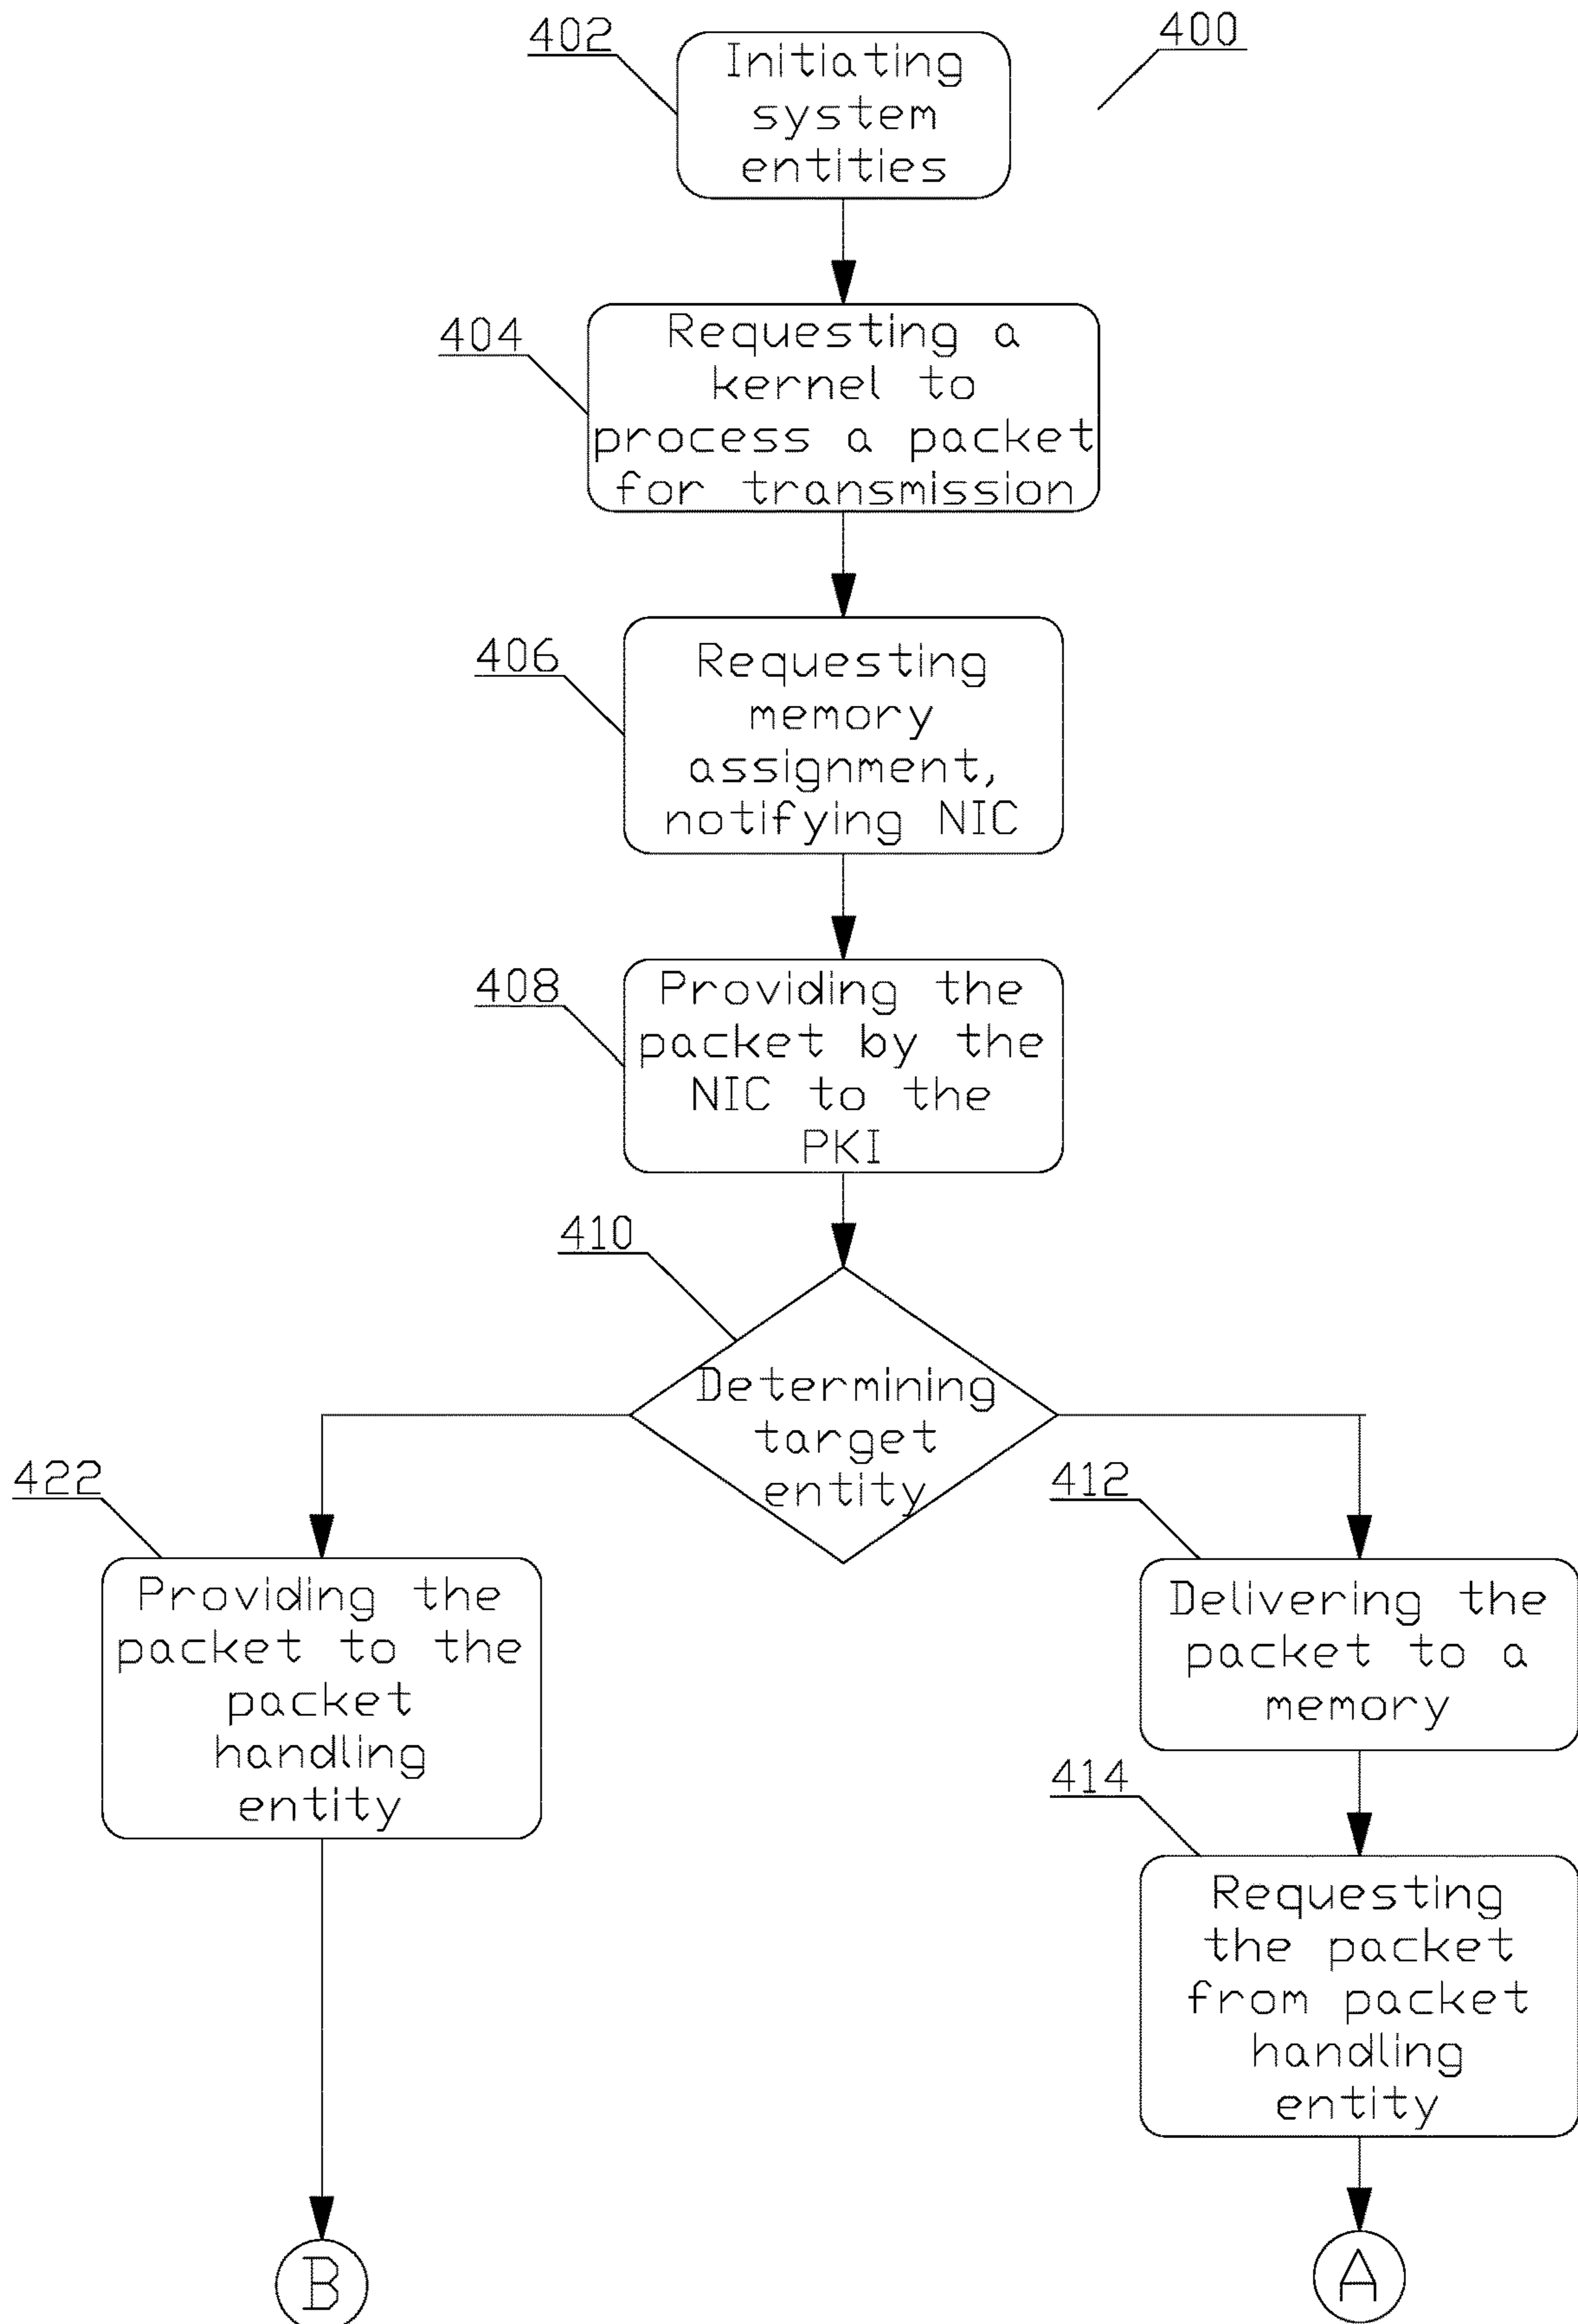 402
400
Initiating
system
entities
404
Requesting a
kernel to
process a packet
for transmission
406
Requesting
memory
assignment,
notifying NIC
408
Providing the
packet by the
NIC to the
PKI
410
Determining
target
entity
422
Providing the
packet to the
packet
handling
entity
412
Delivering the
packet to a
memory
414
Requesting
the packet
from packet
handling
entity
B
A